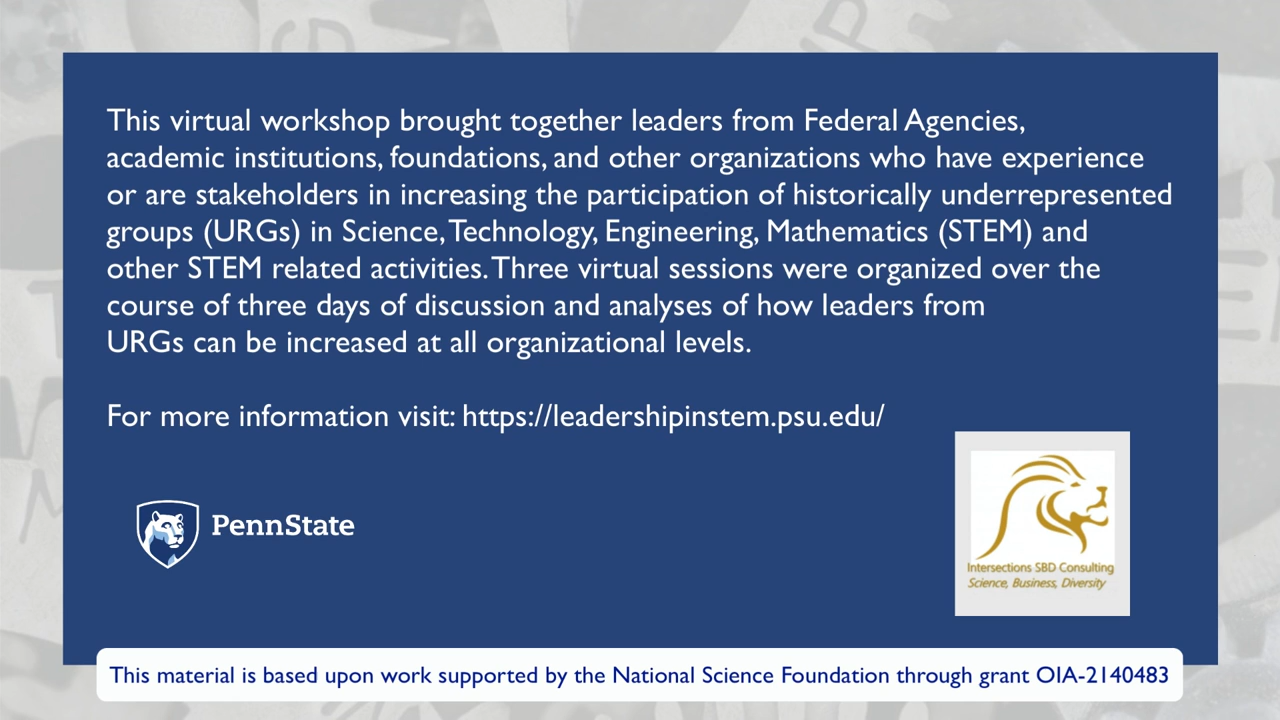 This virtual workshop brought together leaders from Federal Agencies,
academic institutions, foundations, and other organizations who have experience
or are stakeholders in increasing the participation of historically underrepresented
groups (URGs) in Science, Technology, Engineering, Mathematics (STEM) and
other STEM related activities. Three virtual sessions were organized over the
course of three days of discussion and analyses of how leaders from
URGs can be increased at all organizational levels.
For more information visit: https://leadershipinstem.psu.edu/
PennState
Intersections SBD Consulting
Science, Business, Diversity
This material is based upon work supported by the National Science Foundation through grant OIA-2140483